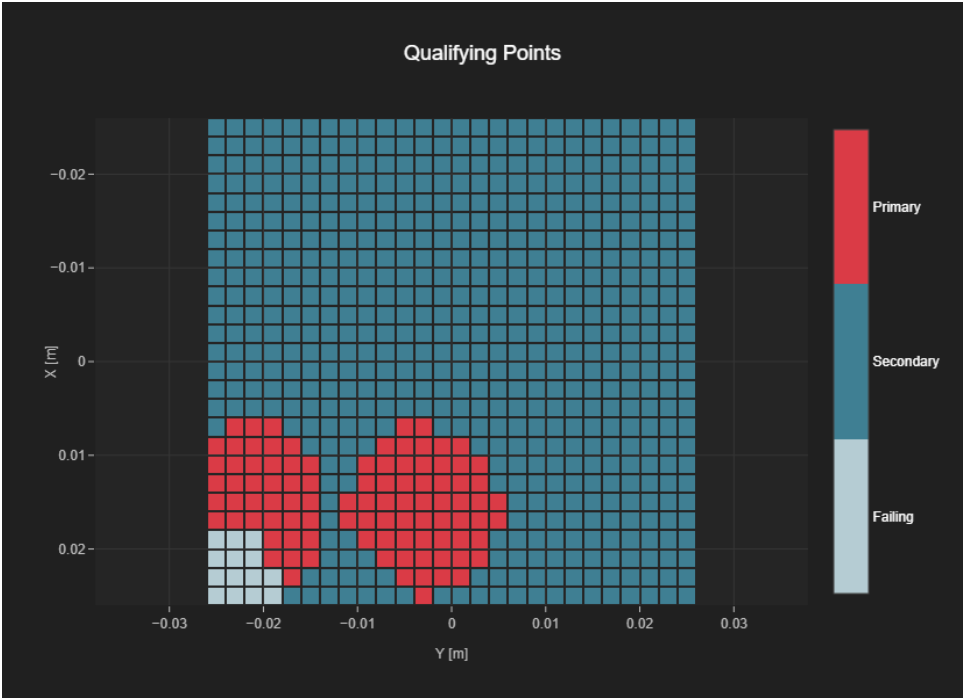 Qualifying Points
−0.02
−0.01
0
0.01
0.02
X [m]
−0.03
−0.02
−0.01
0
0.01
0.02
0.03
Y [m]
Primary
Secondary
Failing